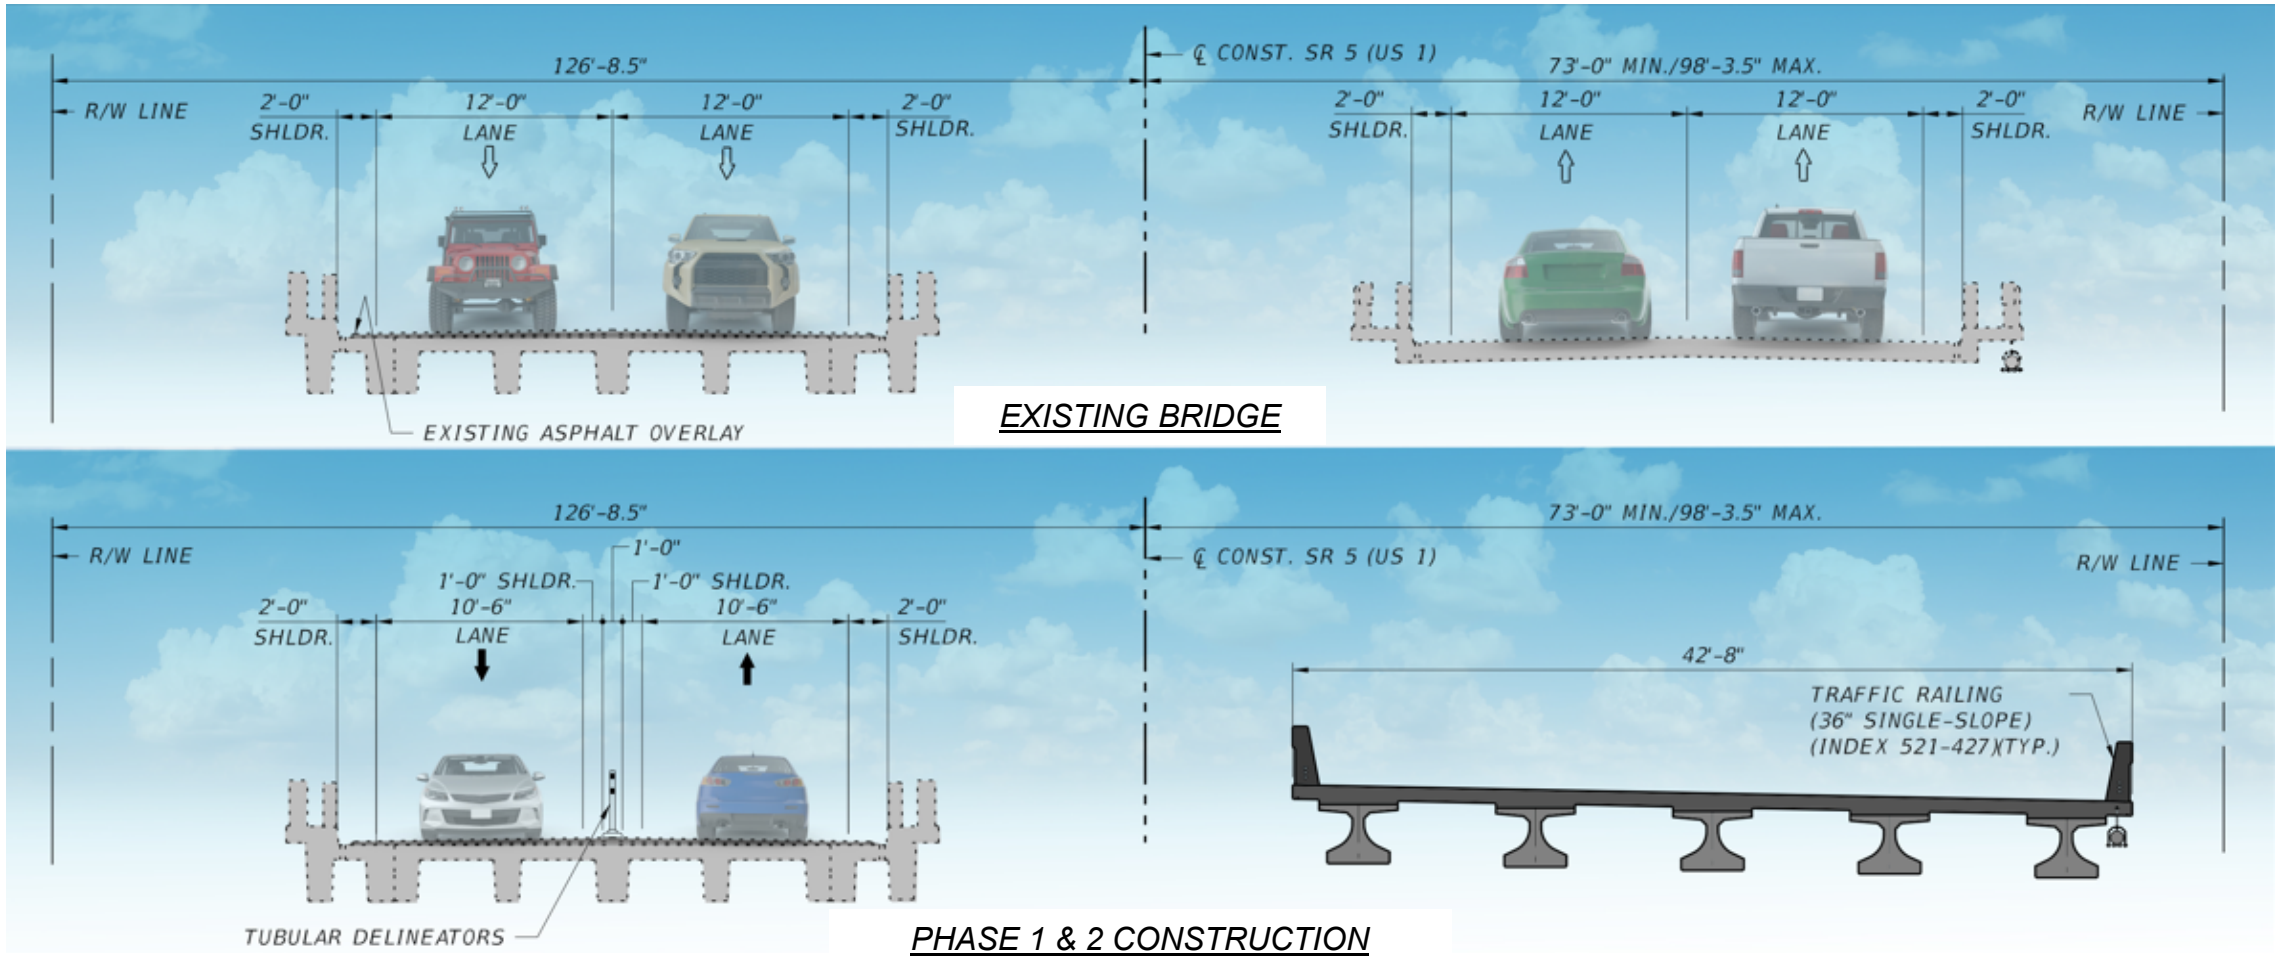 126'-8.5"
℄ CONST. SR 5 (US 1)
73'-0" MIN./98'-3.5" MAX.
R/W LINE
2'-0"
SHLDR.
12'-0"
LANE
12'-0"
LANE
2'-0"
SHLDR.
2'-0"
SHLDR.
12'-0"
LANE
12'-0"
LANE
2'-0"
SHLDR.
R/W LINE
EXISTING ASPHALT OVERLAY
EXISTING BRIDGE
126'-8.5"
73'-0" MIN./98'-3.5" MAX.
R/W LINE
1'-0"
℄ CONST. SR 5 (US 1)
R/W LINE
1'-0" SHLDR.
1'-0" SHLDR.
2'-0"
SHLDR.
10'-6"
LANE
10'-6"
LANE
2'-0"
SHLDR.
42'-8"
TRAFFIC RAILING
(36" SINGLE-SLOPE)
(INDEX 521-427)(TYP.)
TUBULAR DELINEATORS
PHASE 1 & 2 CONSTRUCTION